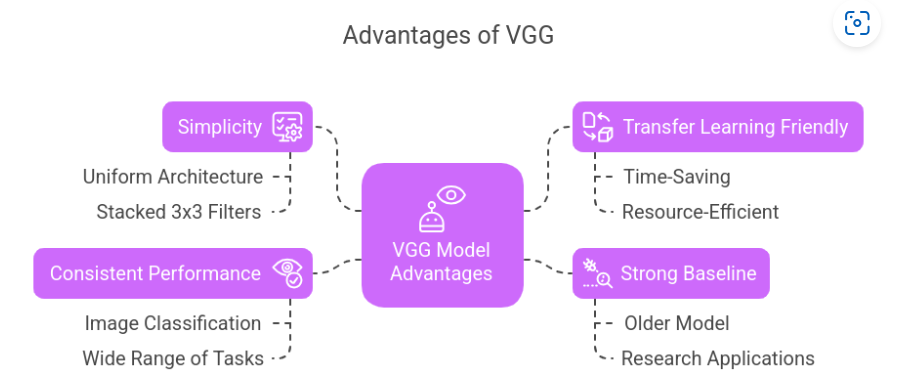 Advantages of VGG
Simplicity
Uniform Architecture
Stacked 3x3 Filters
Consistent Performance
Image Classification
Wide Range of Tasks
VGG Model
Advantages
Transfer Learning Friendly
Time-Saving
Resource-Efficient
Strong Baseline
Older Model
Research Applications